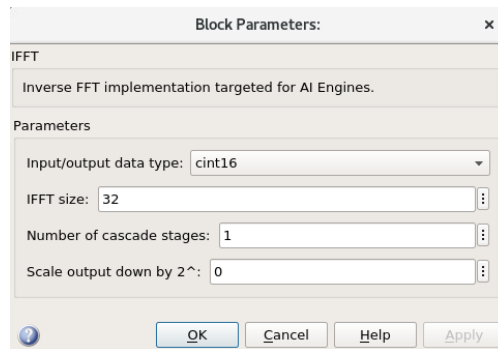 Block Parameters:
×
IFFT
Inverse FFT implementation targeted for AI Engines.
Parameters
Input/output data type: cint16
IFFT size: 32
Number of cascade stages: 1
Scale output down by 2^: 0
? OK Cancel Help Apply